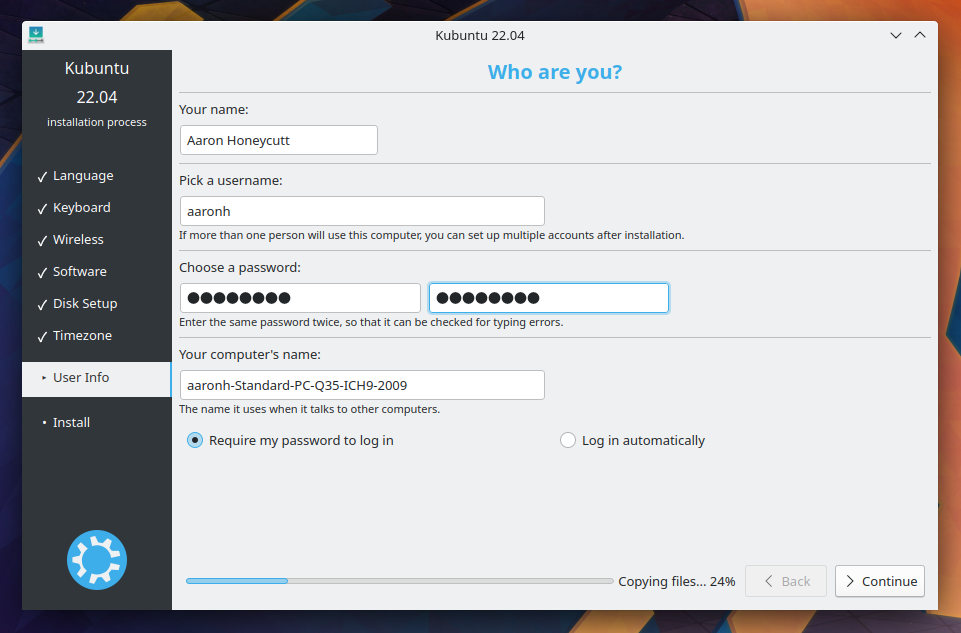 Kubuntu 22.04
Kubuntu
22.04
installation process
Language
Keyboard
Wireless
Software
Disk Setup
Timezone
User Info
Install
Who are you?
Your name:
Aaron Honeycutt
Pick a username:
aaronh
If more than one person will use this computer, you can set up multiple accounts after installation.
Choose a password:
Enter the same password twice, so that it can be checked for typing errors.
Your computer's name:
aaronh-Standard-PC-Q35-ICH9-2009
The name it uses when it talks to other computers.
Require my password to log in Log in automatically
Copying files... 24% Back Continue